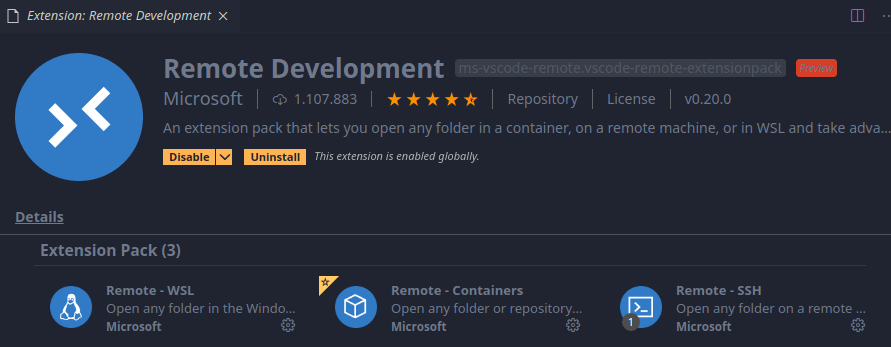 Extension: Remote Development
Remote Development ms-vscode-remote.vscode-remote-extensionpack Preview
Microsoft 1.107.883 Repository License v0.20.0
An extension pack that lets you open any folder in a container, on a remote machine, or in WSL and take adva...
Disable Uninstall This extension is enabled globally.
Details
Extension Pack (3)
Remote - WSL
Open any folder in the Windo...
Microsoft
Remote - Containers
Open any folder or repository...
Microsoft
Remote - SSH
Open any folder on a remote ...
1
Microsoft